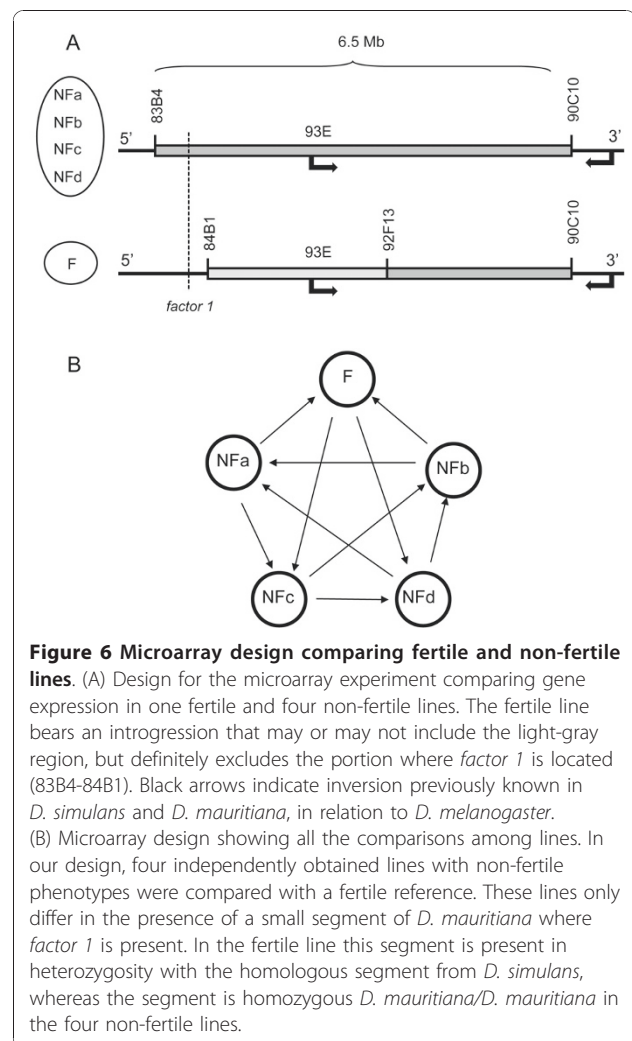 A
6.5 Mb
NFa
NFb
NFc
NFd
83B4
90C10
5'
93E
3'
84B1
92F13
90C10
F
5'
93E
3'
factor 1
B
F
NFa
NFb
NFc
NFd
Figure 6 Microarray design comparing fertile and non-fertile
lines. (A) Design for the microarray experiment comparing gene
expression in one fertile and four non-fertile lines. The fertile line
bears an introgression that may or may not include the light-gray
region, but definitely excludes the portion where factor 1 is located
(83B4-84B1). Black arrows indicate inversion previously known in
D. simulans and D. mauritiana, in relation to D. melanogaster.
(B) Microarray design showing all the comparisons among lines. In
our design, four independently obtained lines with non-fertile
phenotypes were compared with a fertile reference. These lines only
differ in the presence of a small segment of D. mauritiana where
factor 1 is present. In the fertile line this segment is present in
heterozygosity with the homologous segment from D. simulans,
whereas the segment is homozygous D. mauritiana/D. mauritiana in
the four non-fertile lines.